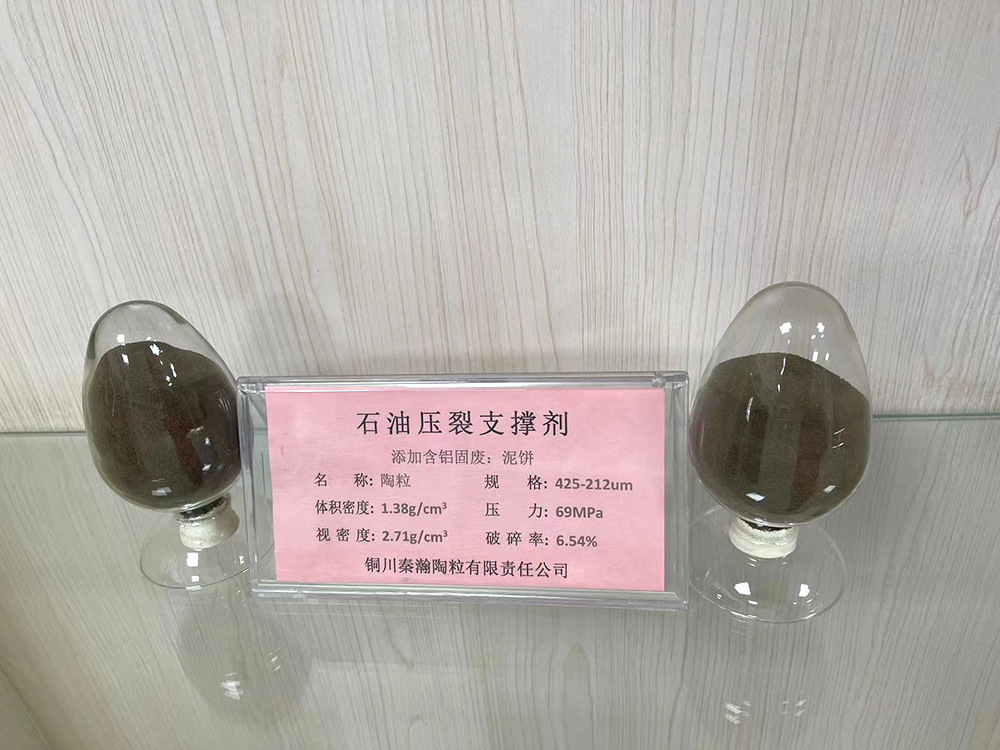 石油压裂支撑剂
添加含铝固废：泥饼
名 称: 陶粒 规 格: 425-212um
体积密度: 1.38g/cm³ 压 力: 69MPa
视 密 度: 2.71g/cm³ 破 碎 率: 6.54%
铜川秦瀚陶粒有限责任公司